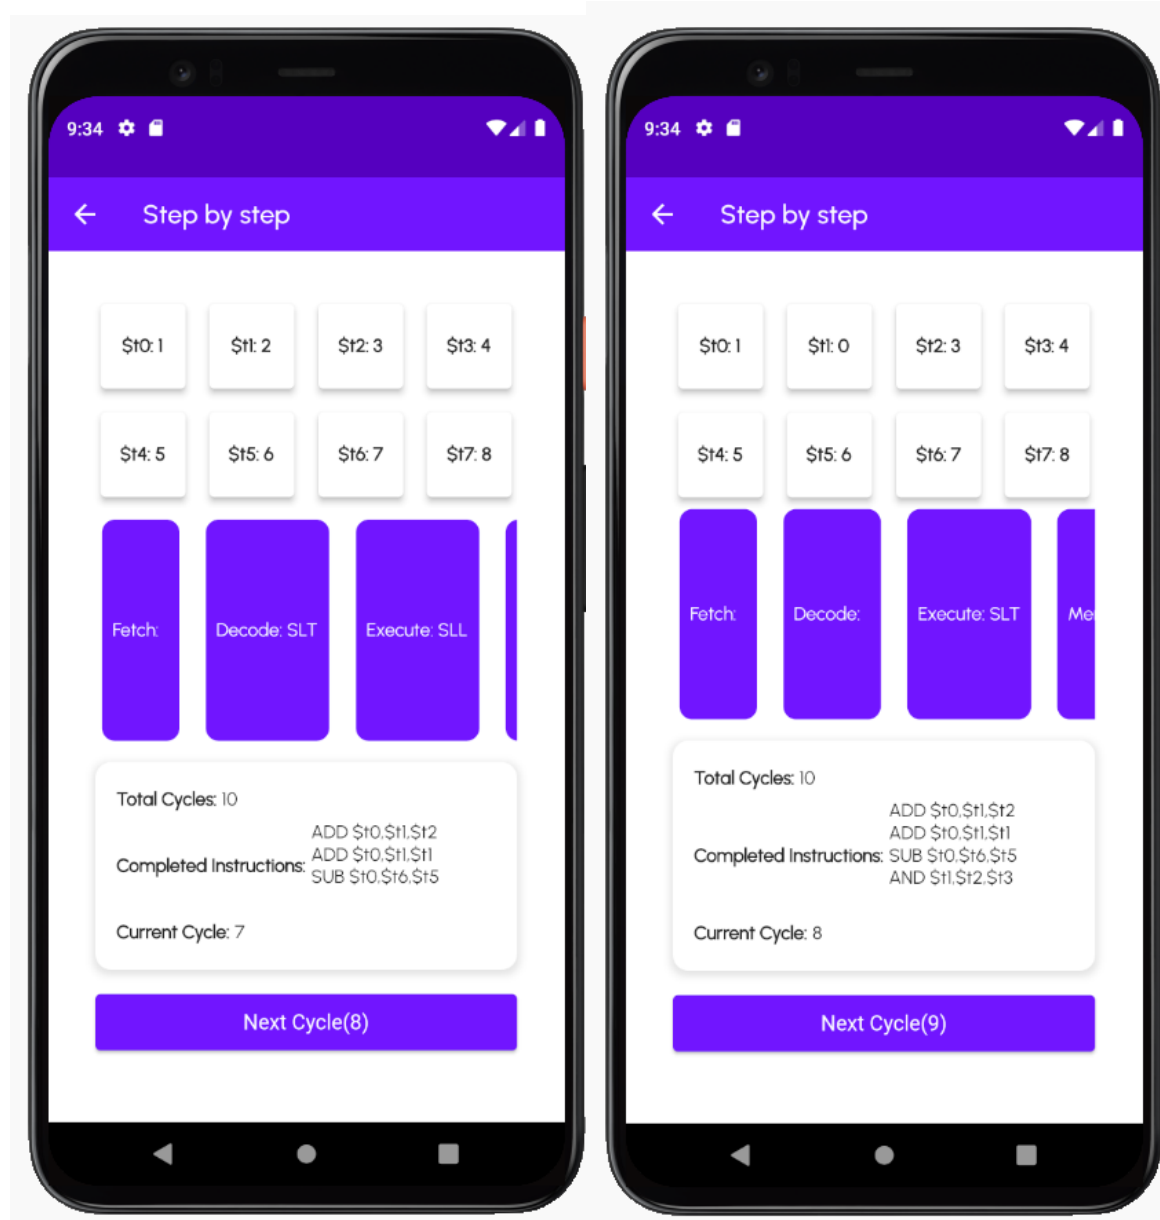 9:34
Step by step
$t0: 1
$t1: 2
$t2: 3
$t3: 4
$t4: 5
$t5: 6
$t6: 7
$t7: 8
Fetch:
Decode: SLT
Execute: SLL
Total Cycles: 10
Completed Instructions:
ADD $t0,$t1,$t2
ADD $t0,$t1,$t1
SUB $t0,$t6,$t5
Current Cycle: 7
Next Cycle(8)
9:34
Step by step
$t0: 1
$t1: 0
$t2: 3
$t3: 4
$t4: 5
$t5: 6
$t6: 7
$t7: 8
Fetch:
Decode:
Execute: SLT
Me
Total Cycles: 10
Completed Instructions:
ADD $t0,$t1,$t2
ADD $t0,$t1,$t1
SUB $t0,$t6,$t5
AND $t1,$t2,$t3
Current Cycle: 8
Next Cycle(9)